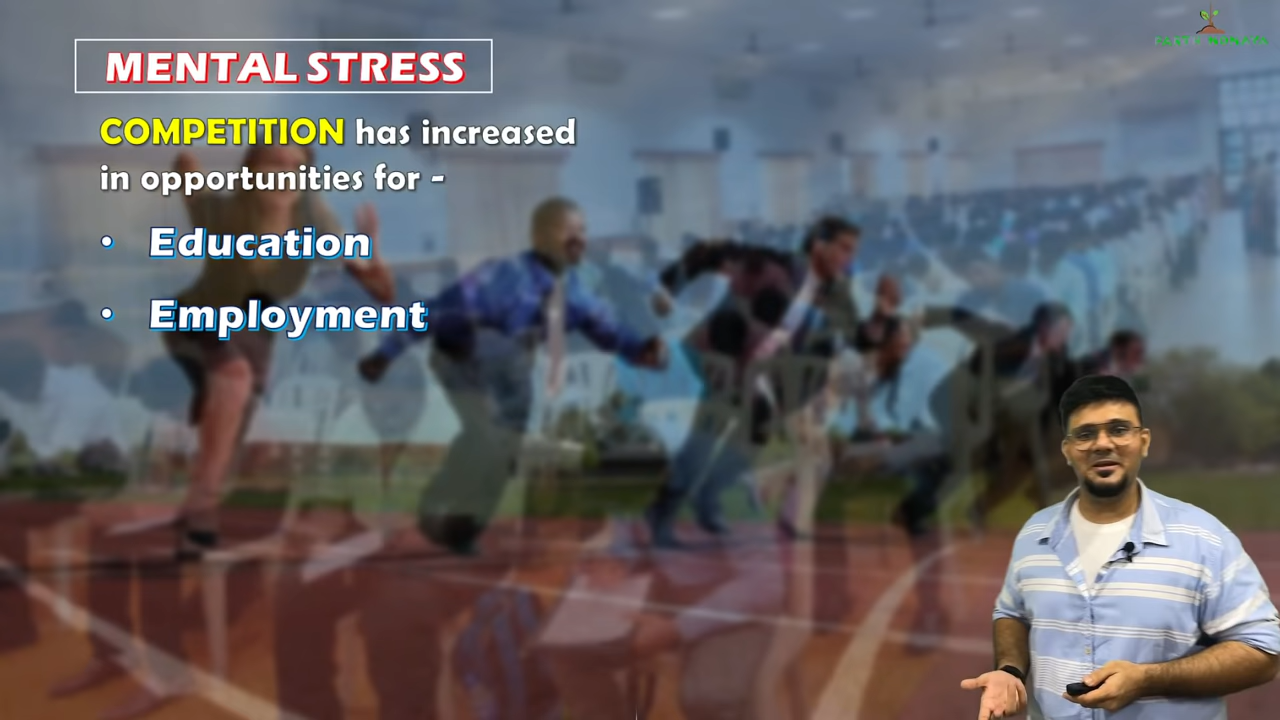 MENTAL STRESS
COMPETITION has increased
in opportunities for -
• Education
• Employment